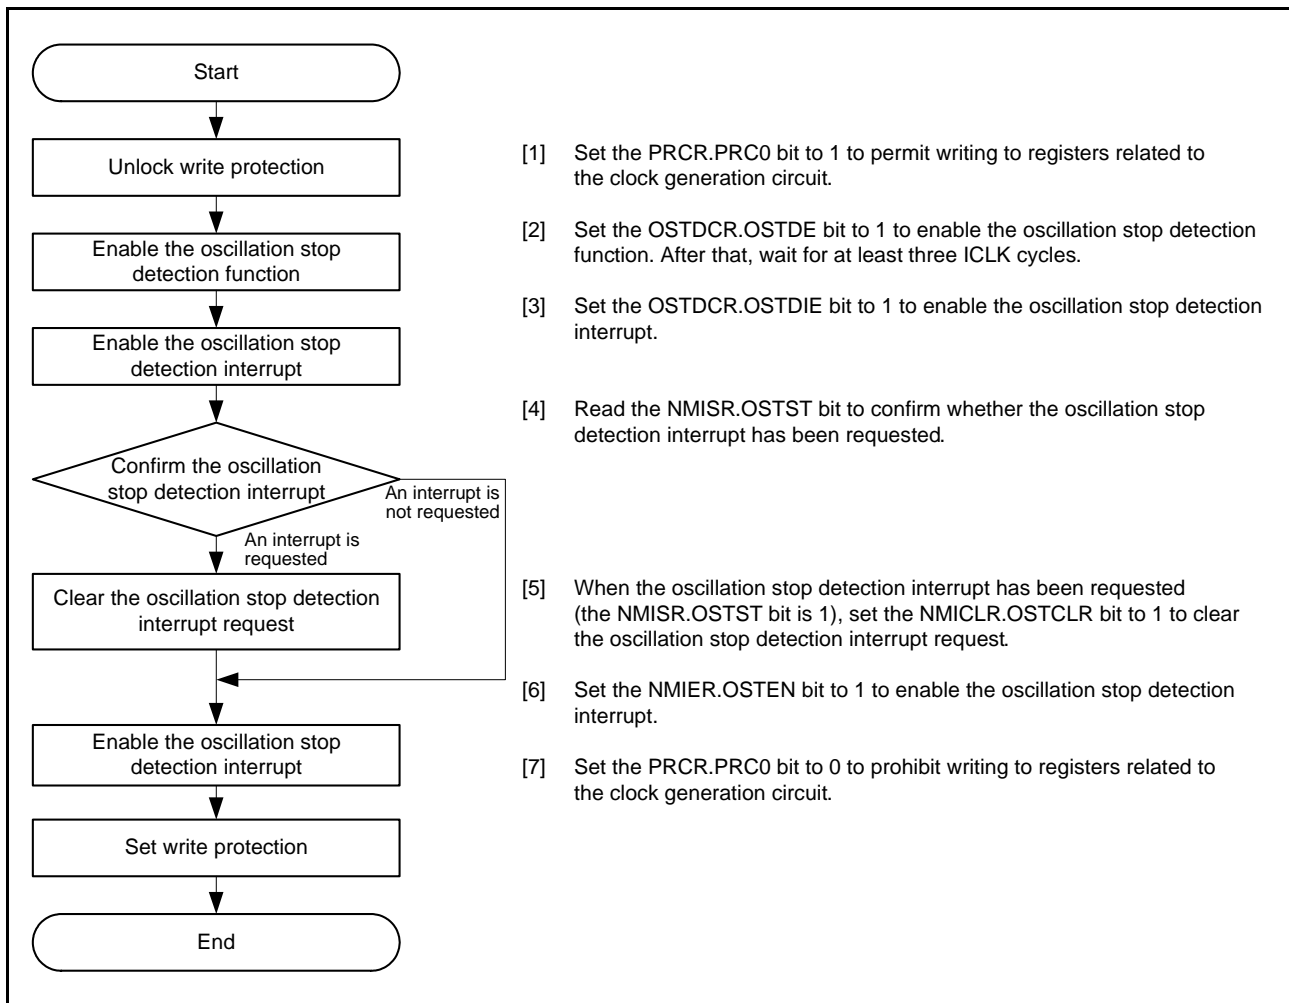 Start
Unlock write protection
Enable the oscillation stop
detection function
Enable the oscillation stop
detection interrupt
Confirm the oscillation
stop detection interrupt
An interrupt is
not requested
An interrupt is
requested
Clear the oscillation stop detection
interrupt request
Enable the oscillation stop
detection interrupt
Set write protection
End
[1] Set the PRCR.PRC0 bit to 1 to permit writing to registers related to
the clock generation circuit.
[2] Set the OSTDCR.OSTDE bit to 1 to enable the oscillation stop detection
function. After that, wait for at least three ICLK cycles.
[3] Set the OSTDCR.OSTDIE bit to 1 to enable the oscillation stop detection
interrupt.
[4] Read the NMISR.OSTST bit to confirm whether the oscillation stop
detection interrupt has been requested.
[5] When the oscillation stop detection interrupt has been requested
(the NMISR.OSTST bit is 1), set the NMICLR.OSTCLR bit to 1 to clear
the oscillation stop detection interrupt request.
[6] Set the NMIER.OSTEN bit to 1 to enable the oscillation stop detection
interrupt.
[7] Set the PRCR.PRC0 bit to 0 to prohibit writing to registers related to
the clock generation circuit.